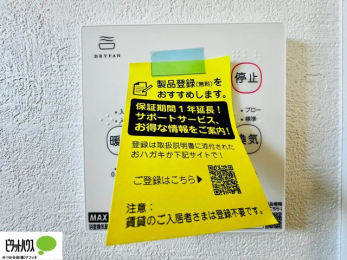 DRYFAN
製品登録(無料)を
おすすめします。
停止
保証期間1年延長!
サポートサービス、
お得な情報をご案内!
ブロー
標準
暖
換気
登録は取扱説明書に添付された
おハガキか下記サイトで!
ご登録はこちら▶
注意:
賃貸のご入居者さまは登録不要です。
MAX
ピタットハウス